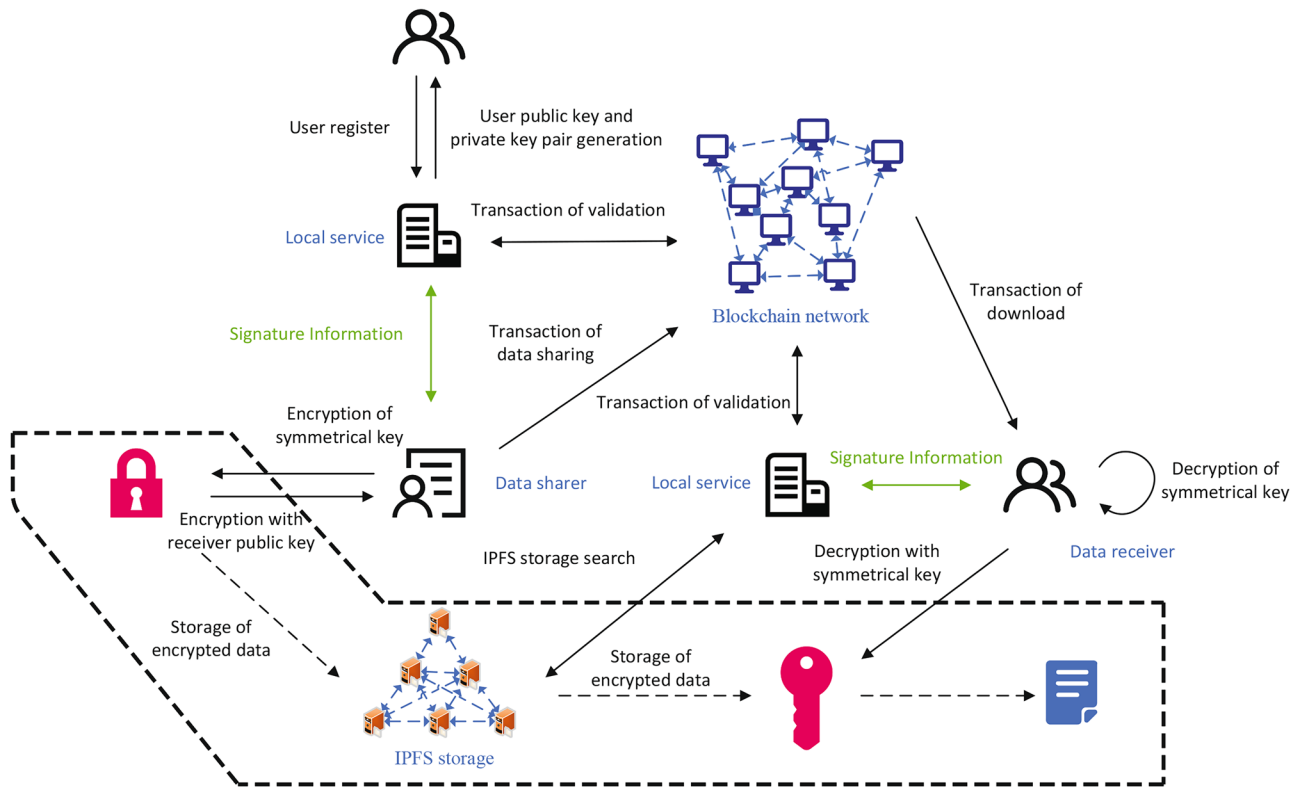 User register
User public key and
private key pair generation
Transaction of validation
Local service
Blockchain network
Transaction of
download
Signature Information
Transaction of
data sharing
Encryption of
symmetrical key
Transaction of validation
Data sharer
Local service
Signature Information
Decryption of
symmetrical key
Encryption with
receiver public key
IPFS storage search
Decryption with
symmetrical key
Data receiver
Storage of
encrypted data
Storage of
encrypted data
IPFS storage